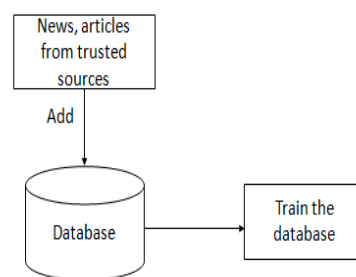 News, articles
from trusted
sources
Add
Database
Train the
database